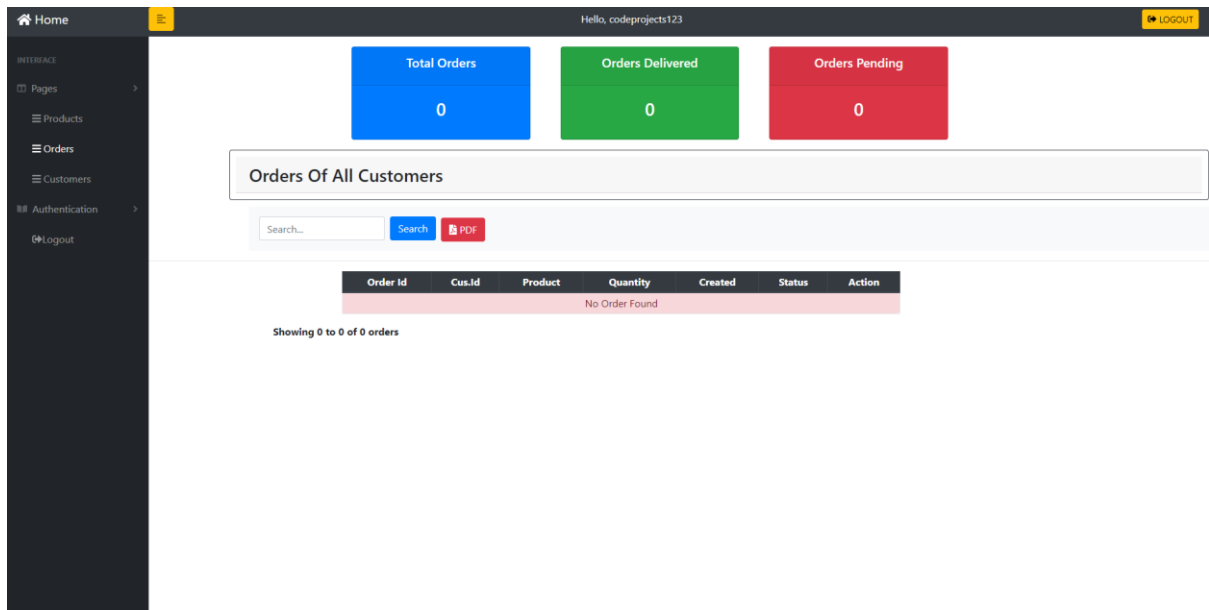 Home
Hello, codeprojects123
LOGOUT
INTERFACE
Pages
Products
Orders
Customers
Authentication
Logout
Total Orders
Orders Delivered
Orders Pending
0
0
0
Orders Of All Customers
Search...
Search
PDF
Order Id Cus.Id Product Quantity Created Status Action
No Order Found
Showing 0 to 0 of 0 orders